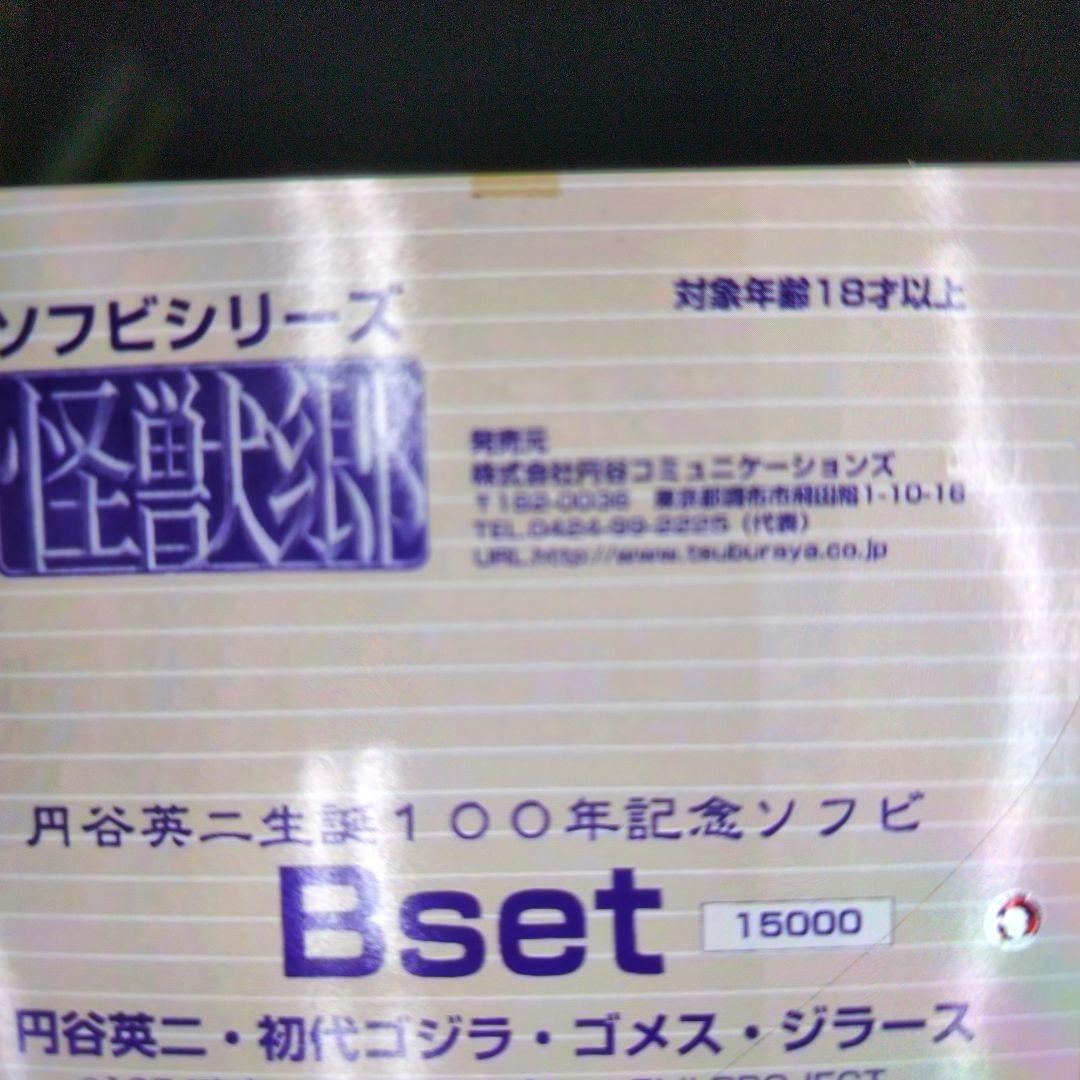 ソフビシリーズ
対象年齢18才以上
怪獣郷
発売元
株式会社円谷コミュニケーションズ
〒182-0036 東京都調布市飛田給1-10-16
TEL.0424-99-2225（代表）
URL.http://www.tsuburaya.co.jp
円谷英二生誕１００年記念ソフビ
Bset
15000
円谷英二・初代ゴジラ・ゴメス・ジラース